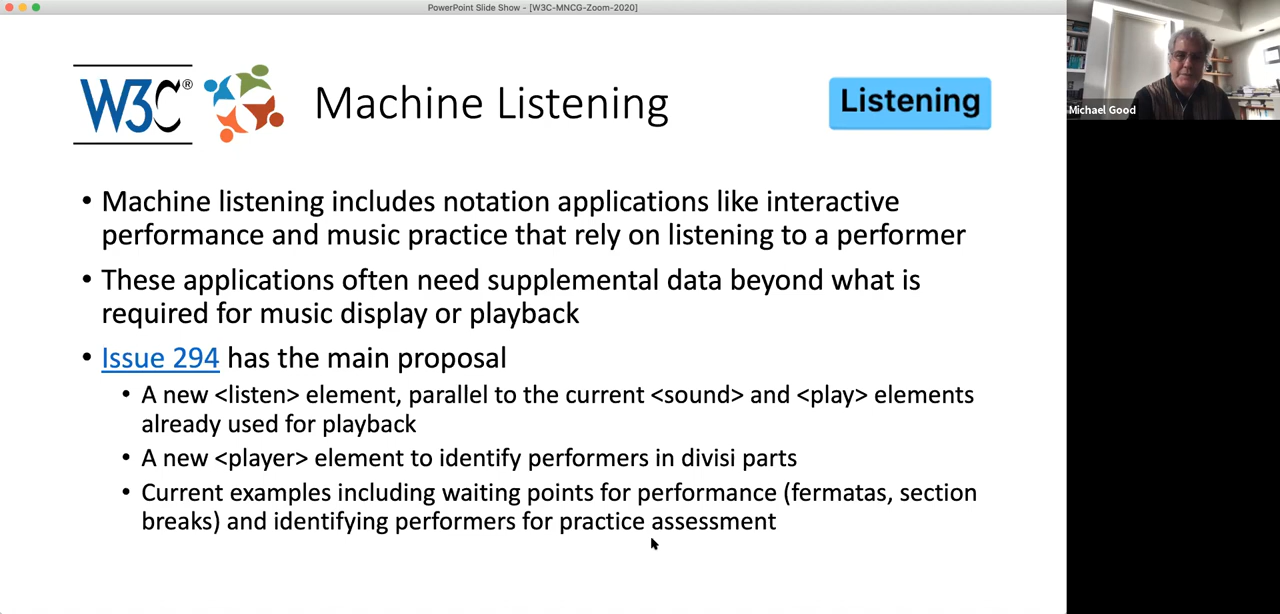 PowerPoint Slide Show - [W3C-MNCG-Zoom-2020]
W3C®
Machine Listening
Listening
Michael Good
• Machine listening includes notation applications like interactive
performance and music practice that rely on listening to a performer
• These applications often need supplemental data beyond what is
required for music display or playback
• Issue 294 has the main proposal
• A new <listen> element, parallel to the current <sound> and <play> elements
already used for playback
• A new <player> element to identify performers in divisi parts
• Current examples including waiting points for performance (fermatas, section
breaks) and identifying performers for practice assessment